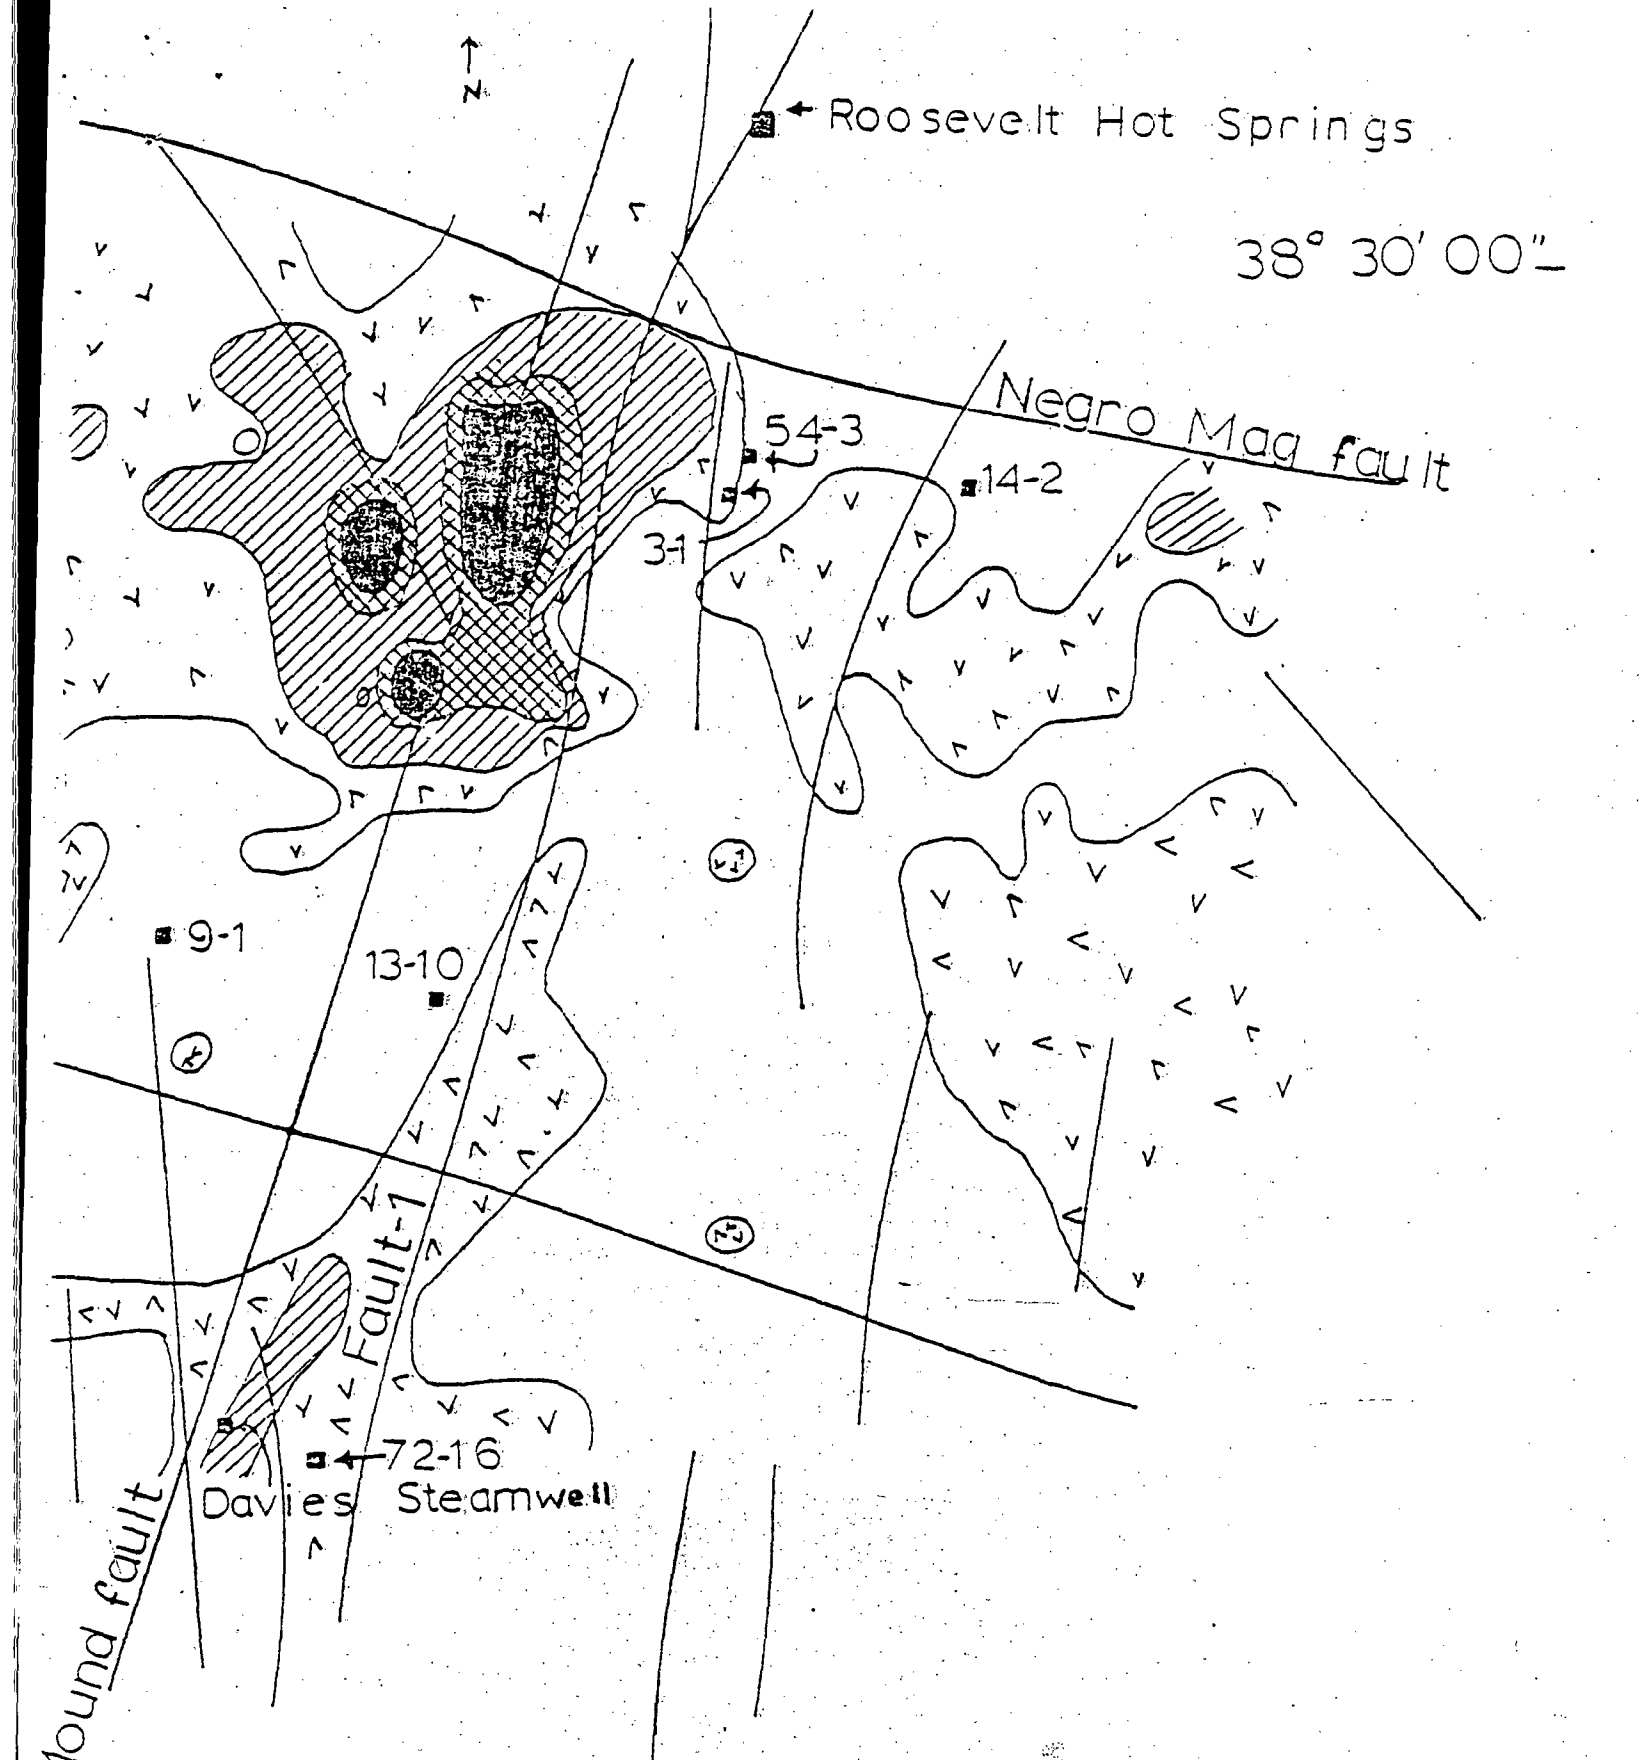 N
Roosevelt Hot Springs
38° 30' 00"
Negro Mag fault
54-3
14-2
3-1
9-1
13-10
Fault-1
72-16
Davies Steamwell
ound fault